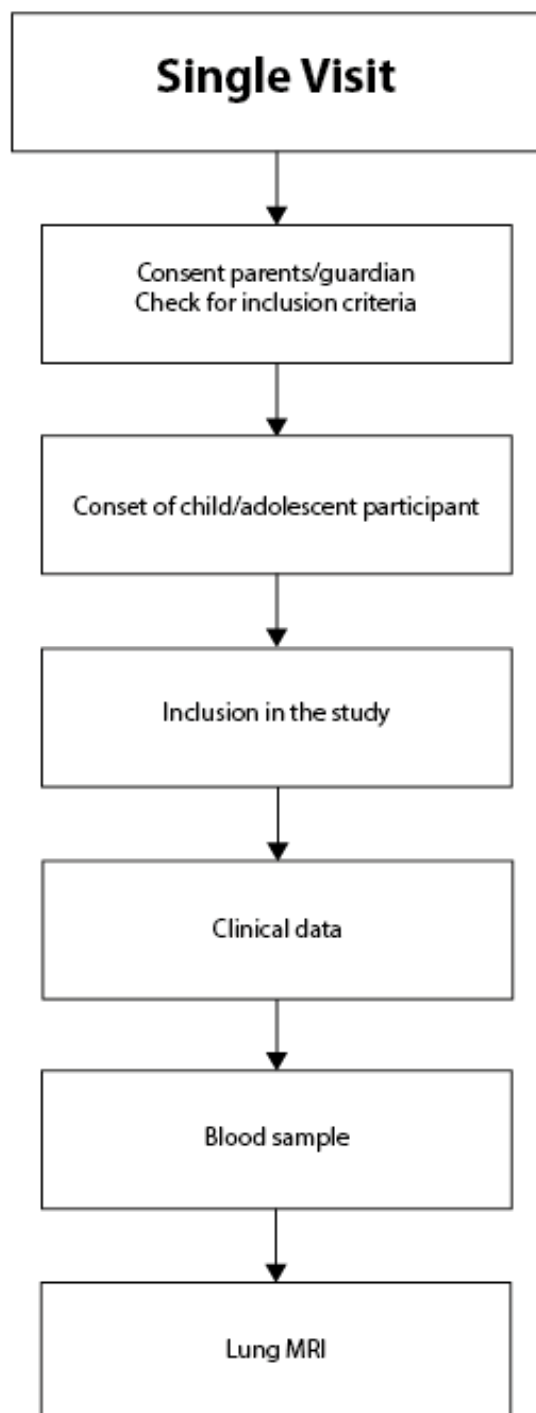 Single Visit
Consent parents/guardian
Check for inclusion criteria
Conset of child/adolescent participant
Inclusion in the study
Clinical data
Blood sample
Lung MRI